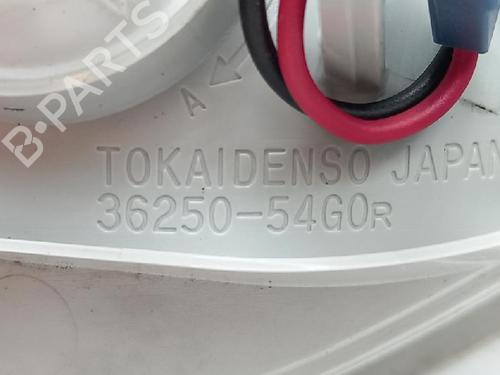 B-PARTS
A
TOKAIDENSO JAPAN
36250-54G0R